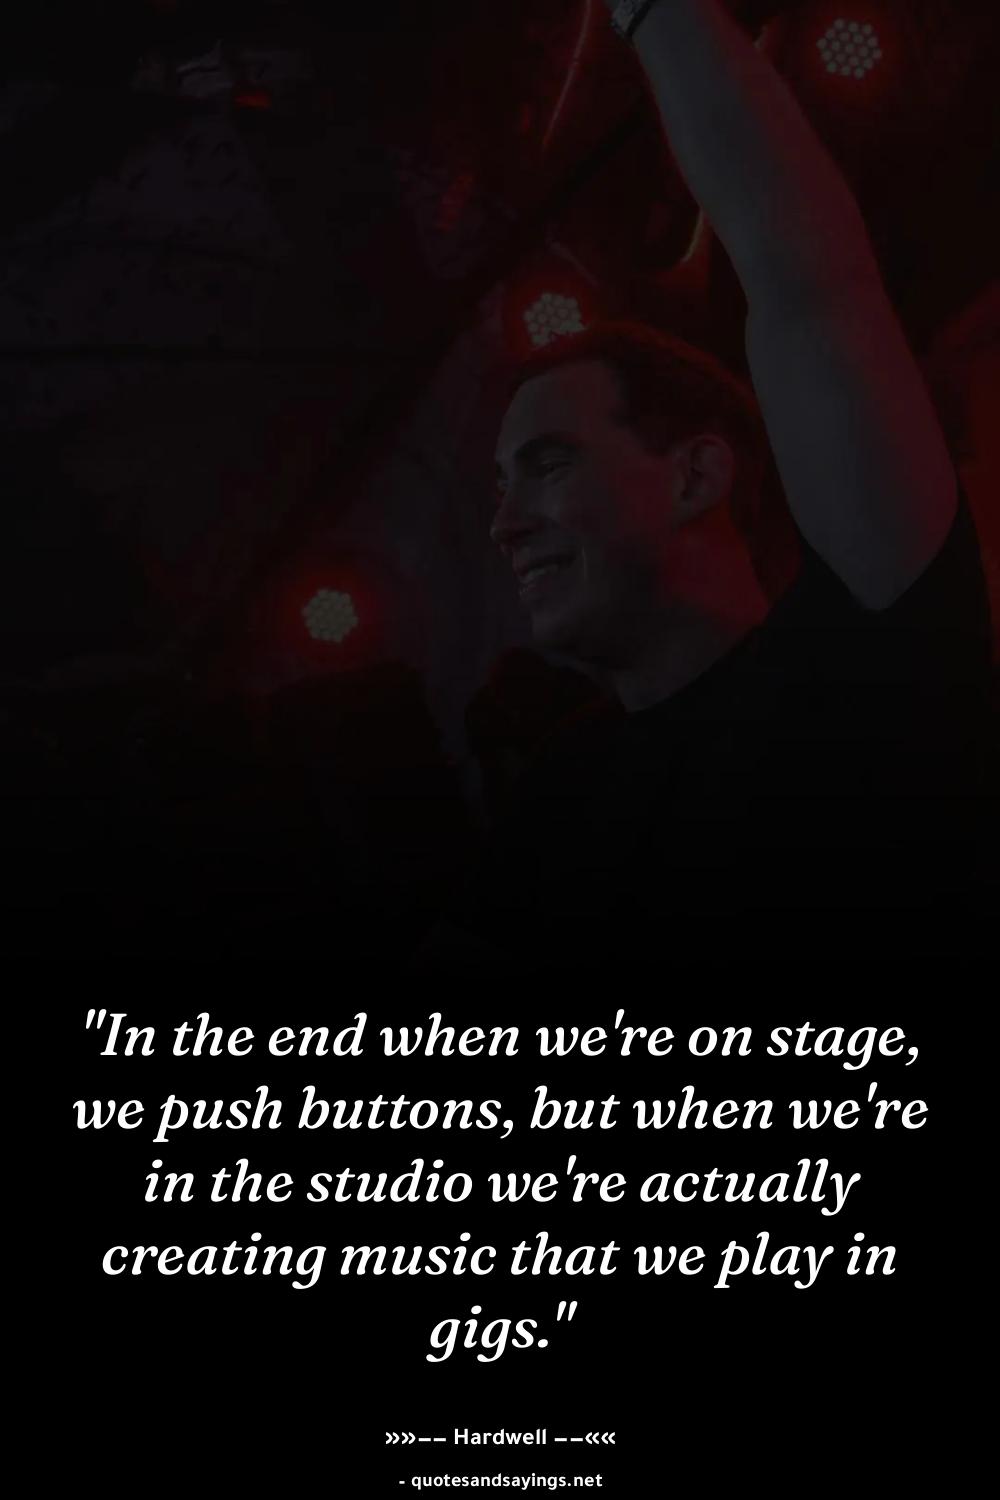 "In the end when we're on stage,
we push buttons, but when we're
in the studio we're actually
creating music that we play in
gigs."
»»−− Hardwell −−««
- quotesandsayings.net